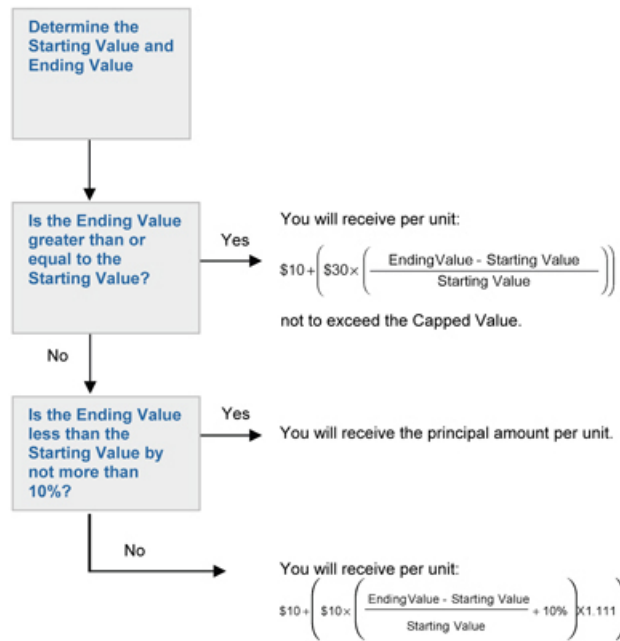 Determine the
Starting Value and
Ending Value
Is the Ending Value
greater than or
equal to the
Starting Value?
Yes
You will receive per unit:
$10+($30×(EndingValue - Starting Value
Starting Value))
not to exceed the Capped Value.
No
Is the Ending Value
less than the
Starting Value by
not more than
10%?
Yes
You will receive the principal amount per unit.
No
You will receive per unit:
$10+($10×(EndingValue - Starting Value
Starting Value
+ 10%)X1.111)